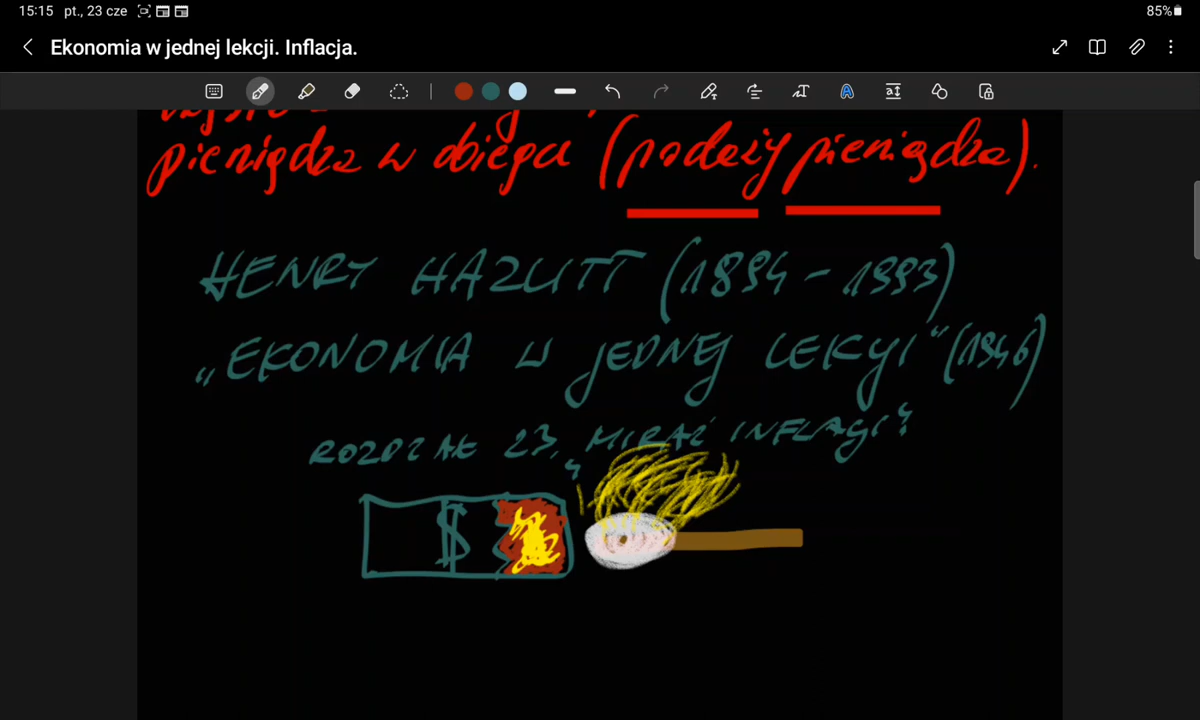 15:15 pt., 23 cze 85%
Ekonomia w jednej lekcji. Inflacja.
pieniądza w obiegu (podaży pieniądza).
HENRY HAZLITT (1894 - 1993)
„EKONOMIA W JEDNEJ LEKCJI" (1946)
ROZDZIAŁ 23. „MIRAŻ INFLACJI"
$